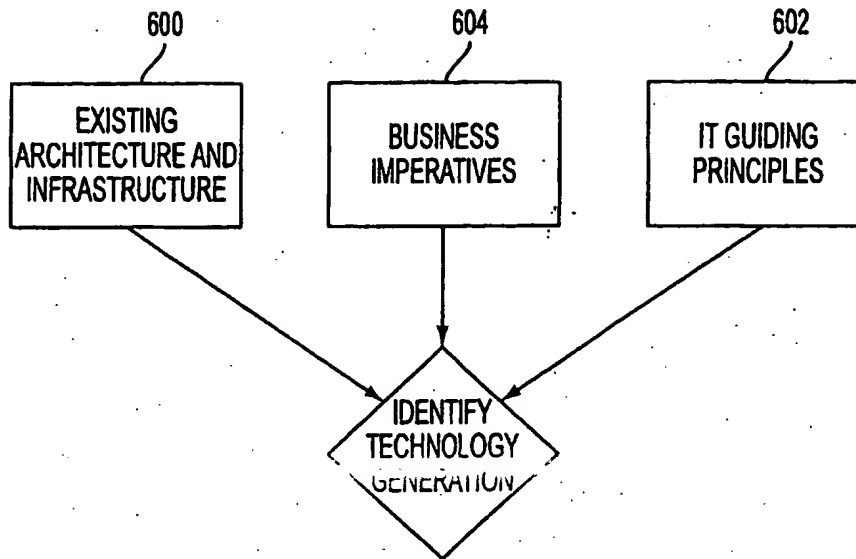 600
604
602
EXISTING
ARCHITECTURE AND
INFRASTRUCTURE
BUSINESS
IMPERATIVES
IT GUIDING
PRINCIPLES
IDENTIFY
TECHNOLOGY
GENERATION